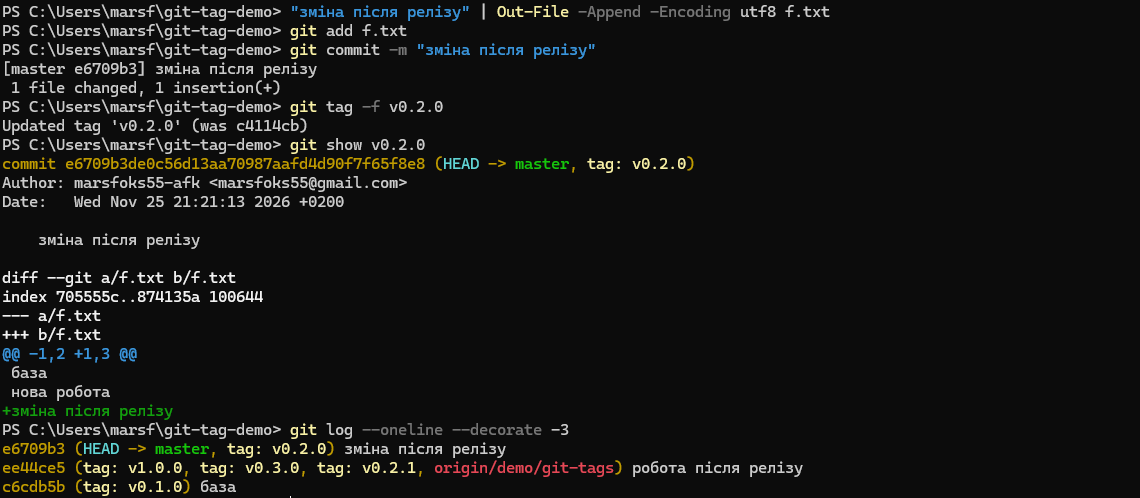 PS C:\Users\marsf\git-tag-demo> "зміна після релізу" | Out-File -Append -Encoding utf8 f.txt
PS C:\Users\marsf\git-tag-demo> git add f.txt
PS C:\Users\marsf\git-tag-demo> git commit -m "зміна після релізу"
[master e6709b3] зміна після релізу
 1 file changed, 1 insertion(+)
PS C:\Users\marsf\git-tag-demo> git tag -f v0.2.0
Updated tag 'v0.2.0' (was c4114cb)
PS C:\Users\marsf\git-tag-demo> git show v0.2.0
commit e6709b3de0c56d13aa70987aafd4d90f7f65f8e8 (HEAD -> master, tag: v0.2.0)
Author: marsfoks55-afk <marsfoks55@gmail.com>
Date:   Wed Nov 25 21:21:13 2026 +0200

    зміна після релізу

diff --git a/f.txt b/f.txt
index 705555c..874135a 100644
--- a/f.txt
+++ b/f.txt
@@ -1,2 +1,3 @@
 база
 нова робота
+зміна після релізу
PS C:\Users\marsf\git-tag-demo> git log --oneline --decorate -3
e6709b3 (HEAD -> master, tag: v0.2.0) зміна після релізу
ee44ce5 (tag: v1.0.0, tag: v0.3.0, tag: v0.2.1, origin/demo/git-tags) робота після релізу
c6cdb5b (tag: v0.1.0) база